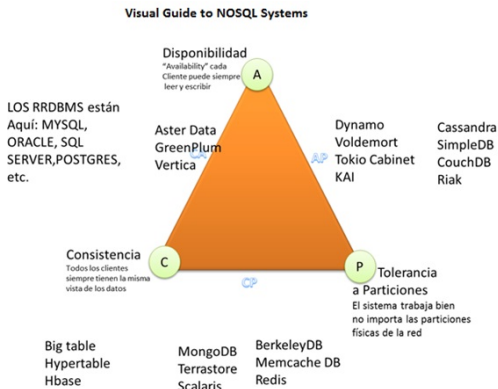 Visual Guide to NOSQL Systems
Disponibilidad
"Availability" cada
Cliente puede siempre
leer y escribir
A
LOS RRDBMS están
Aquí: MYSQL,
ORACLE, SQL
SERVER,POSTGRES,
etc.
Aster Data
GreenPlum
Vertica
CA
Dynamo
Voldemort
Tokio Cabinet
KAI
AP
Cassandra
SimpleDB
CouchDB
Riak
Consistencia
Todos los clientes
siempre tienen la misma
vista de los datos
C
CP
P
Tolerancia
a Particiones
El sistema trabaja bien
no importa las particiones
físicas de la red
Big table
Hypertable
Hbase
MongoDB
Terrastore
Scalaris
BerkeleyDB
Memcache DB
Redis